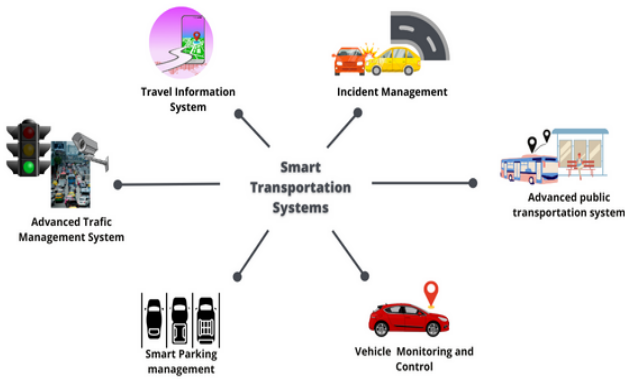 Travel Information
System
Incident Management
Smart
Transportation
Systems
Advanced Trafic
Management System
Advanced public
transportation system
Smart Parking
management
Vehicle Monitoring and
Control